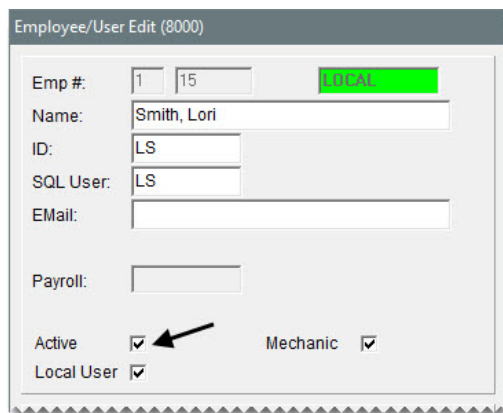 Employee/User Edit (8000)
Emp #: 1 15 LOCAL
Name: Smith, Lori
ID: LS
SQL User: LS
EMail:
Payroll:
Active Mechanic
Local User